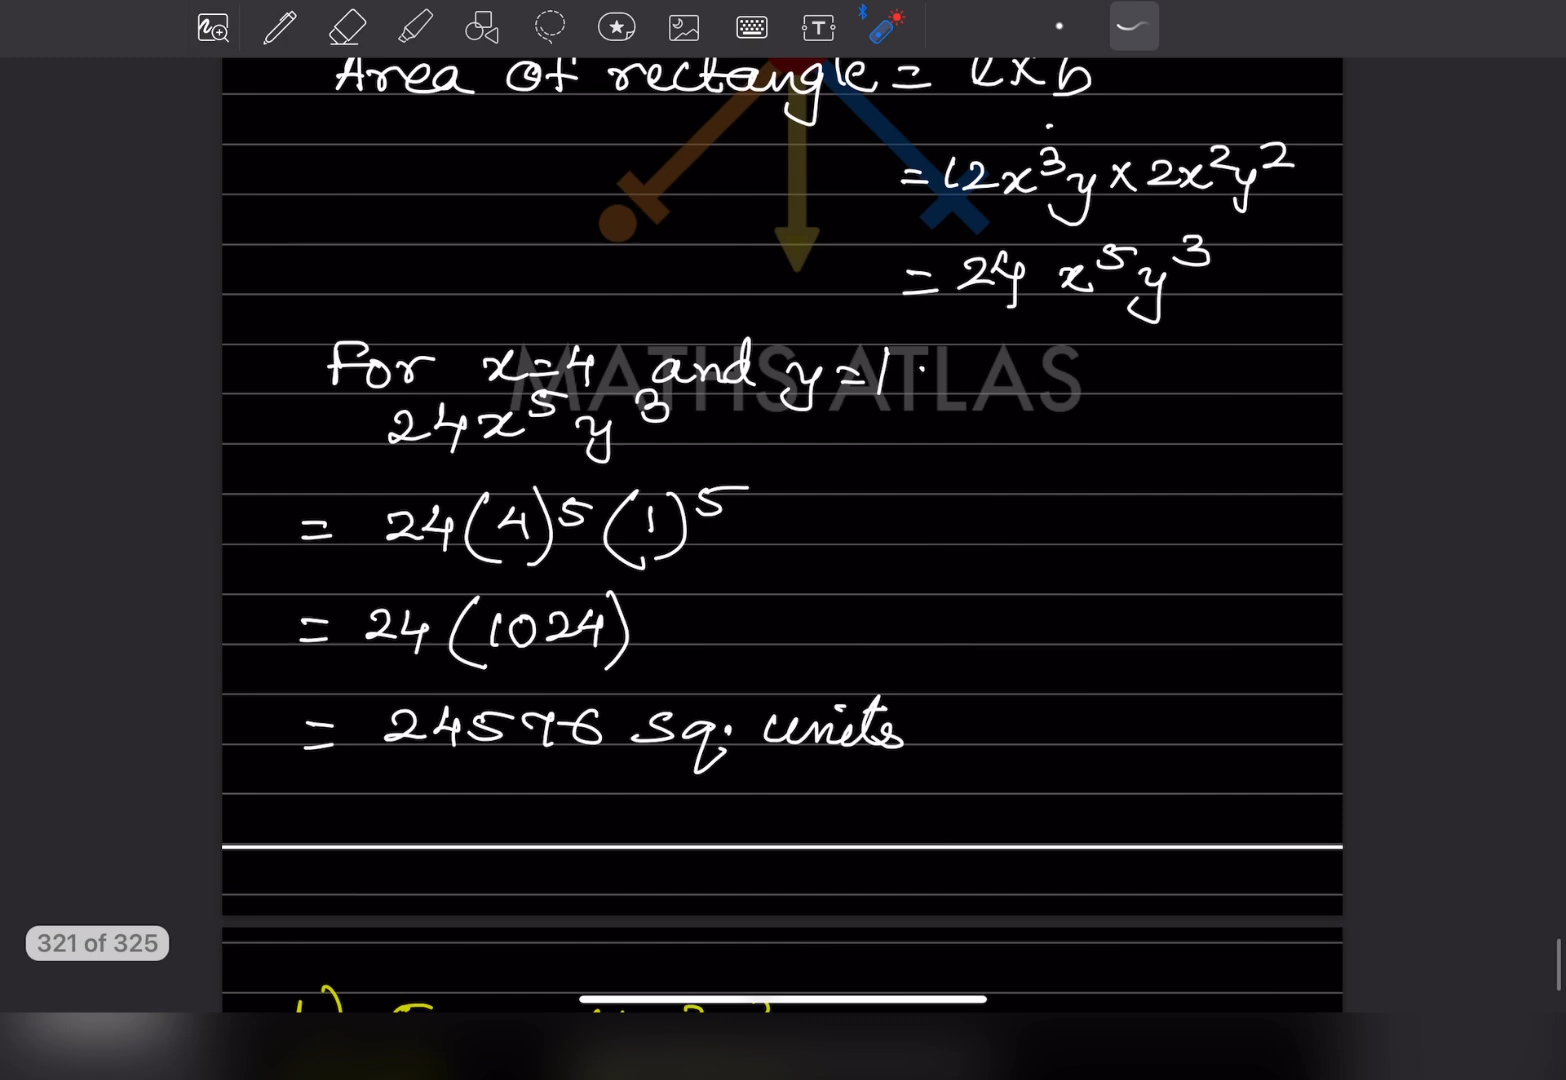 Area of rectangle = l × b
= 12x³y × 2x²y²
= 24 x⁵y³
For x=4 and y=1.
MATHS ATLAS
24x⁵y³
= 24(4)⁵(1)⁵
= 24(1024)
= 24576 sq. units
321 of 325